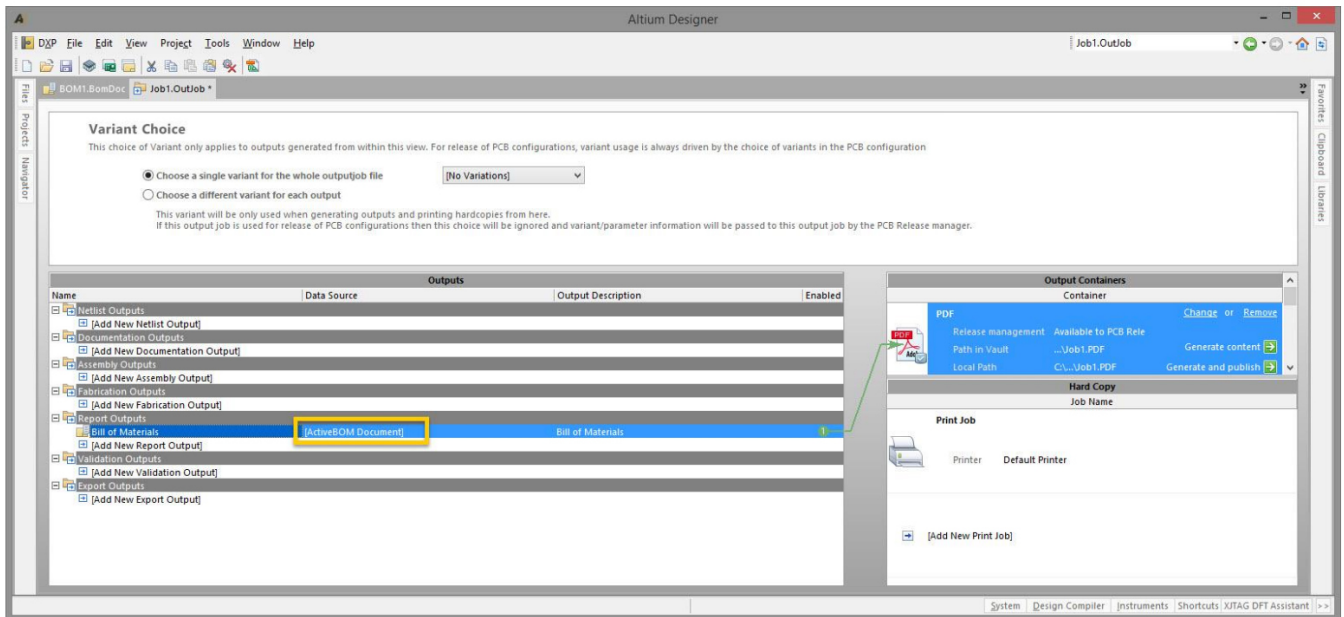 Altium Designer
DXP File Edit View Project Tools Window Help
Job1.OutJob
BOM1.BomDoc Job1.OutJob *
Files
Projects
Navigator
Favorites
Clipboard
Libraries
Variant Choice
This choice of Variant only applies to outputs generated from within this view. For release of PCB configurations, variant usage is always driven by the choice of variants in the PCB configuration
Choose a single variant for the whole outputjob file [No Variations]
Choose a different variant for each output
This variant will be only used when generating outputs and printing hardcopies from here.
If this output job is used for release of PCB configurations then this choice will be ignored and variant/parameter information will be passed to this output job by the PCB Release manager.
Outputs
Name Data Source Output Description Enabled
Netlist Outputs
[Add New Netlist Output]
Documentation Outputs
[Add New Documentation Output]
Assembly Outputs
[Add New Assembly Output]
Fabrication Outputs
[Add New Fabrication Output]
Report Outputs
Bill of Materials [ActiveBOM Document] Bill of Materials 1
[Add New Report Output]
Validation Outputs
[Add New Validation Output]
Export Outputs
[Add New Export Output]
Output Containers
Container
PDF Change or Remove
PDF
Release management Available to PCB Rele
Path in Vault ...\Job1.PDF Generate content
Local Path C:\...\Job1.PDF Generate and publish
Hard Copy
Job Name
Print Job
Printer Default Printer
[Add New Print Job]
System Design Compiler Instruments Shortcuts XJTAG DFT Assistant >>